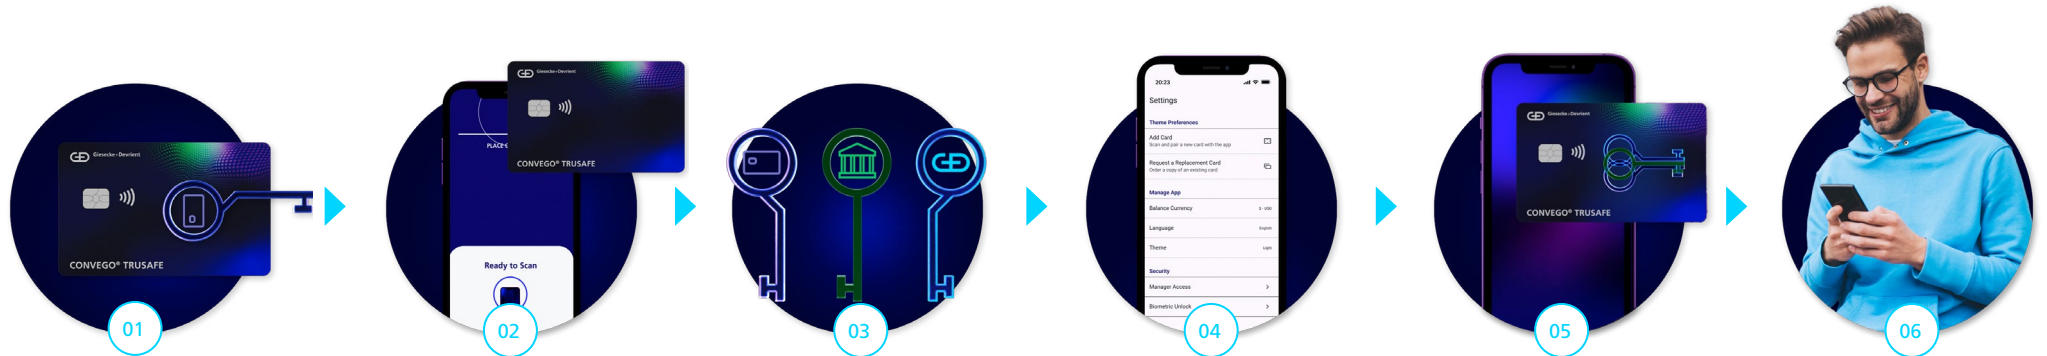 Giesecke+Devrient
CONVEGO® TRUSAFE
01
Giesecke+Devrient
CONVEGO® TRUSAFE
Ready to Scan
02
03
20:23
Settings
Theme Preferences
Add Card
Scan and pair a new card with the app
Request a Replacement Card
Order a copy of an existing card
Manage App
Balance Currency
$ - USD
Language
English
Theme
Light
Security
Manager Access
Biometric Unlock
04
Giesecke+Devrient
CONVEGO® TRUSAFE
05
06